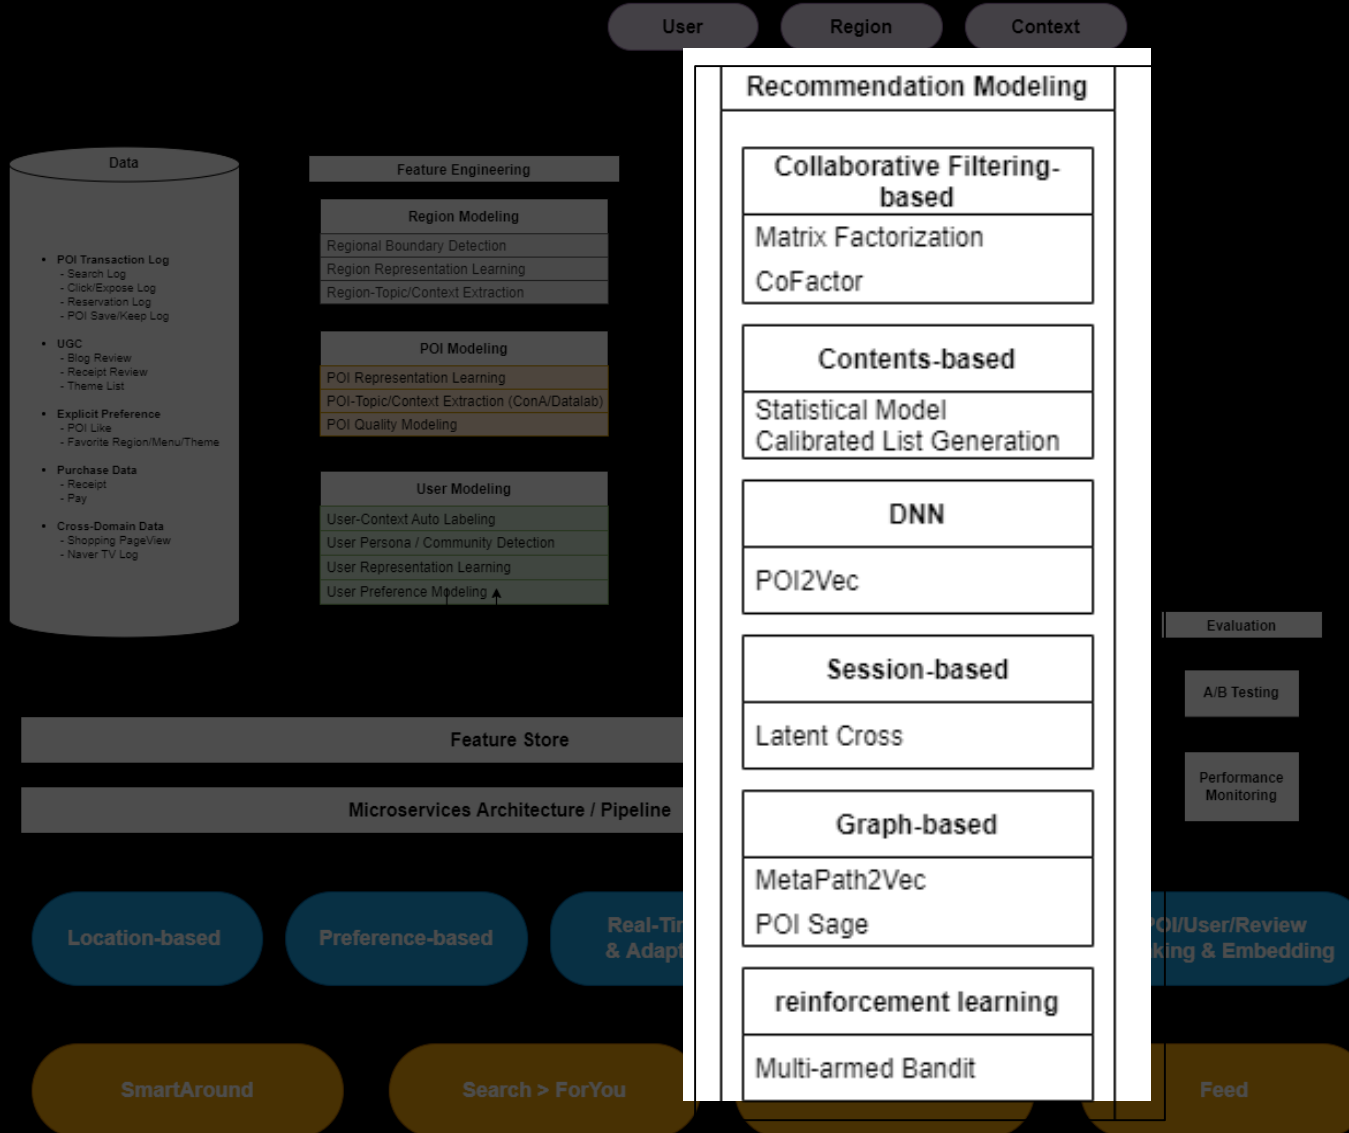 User
Region
Context
Recommendation Modeling
Collaborative Filtering-
based
Matrix Factorization
CoFactor
Contents-based
Statistical Model
Calibrated List Generation
DNN
POI2Vec
Session-based
Latent Cross
Graph-based
MetaPath2Vec
POI Sage
reinforcement learning
Multi-armed Bandit
Data
• POI Transaction Log
- Search Log
- Click/Expose Log
- Reservation Log
- POI Save/Keep Log
• UGC
- Blog Review
- Receipt Review
- Theme List
• Explicit Preference
- POI Like
- Favorite Region/Menu/Theme
• Purchase Data
- Receipt
- Pay
• Cross-Domain Data
- Shopping PageView
- Naver TV Log
Feature Engineering
Region Modeling
Regional Boundary Detection
Region Representation Learning
Region-Topic/Context Extraction
POI Modeling
POI Representation Learning
POI-Topic/Context Extraction (ConA/Datalab)
POI Quality Modeling
User Modeling
User-Context Auto Labeling
User Persona / Community Detection
User Representation Learning
User Preference Modeling
Evaluation
A/B Testing
Performance
Monitoring
Feature Store
Microservices Architecture / Pipeline
Location-based
Preference-based
& Embedding
SmartAround
Search > ForYou
Feed